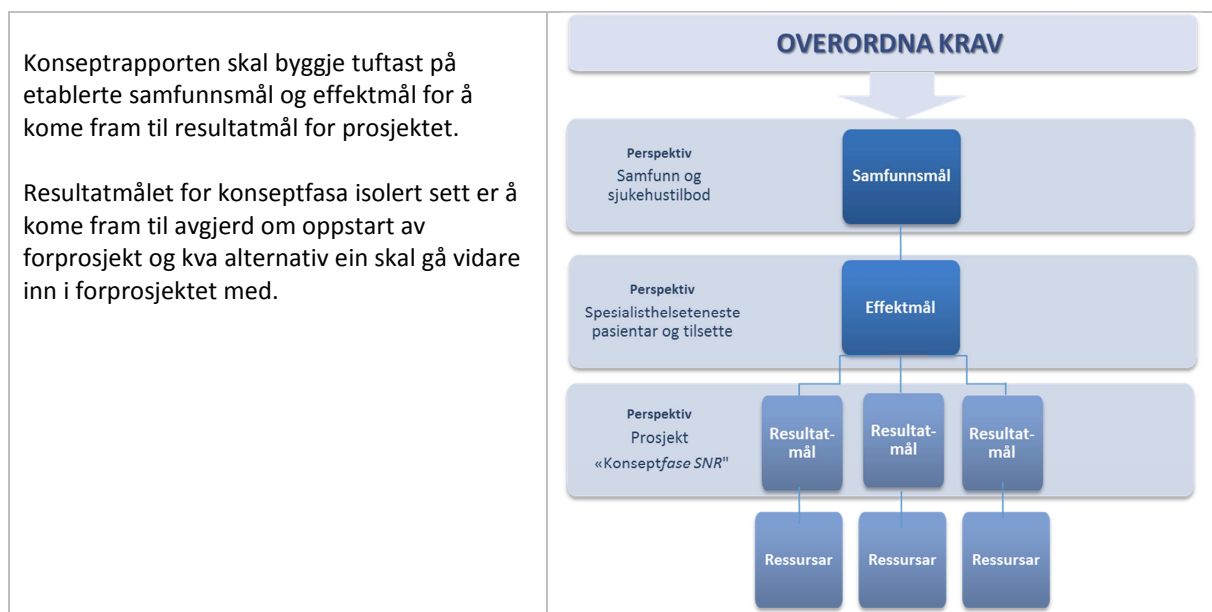 Konseptrapporten skal byggje tuftast på
etablerte samfunnsmål og effektmål for å
kome fram til resultatmål for prosjektet.
Resultatmålet for konseptfasa isolert sett er å
kome fram til avgjerd om oppstart av
forprosjekt og kva alternativ ein skal gå vidare
inn i forprosjektet med.
OVERORDNA KRAV
Perspektiv
Samfunn og
sjukehustilbod
Samfunnsmål
Perspektiv
Spesialisthelseteneste
pasientar og tilsette
Effektmål
Perspektiv
Prosjekt
«Konseptfase SNR"
Resultat-
mål
Resultat-
mål
Resultat-
mål
Ressursar
Ressursar
Ressursar